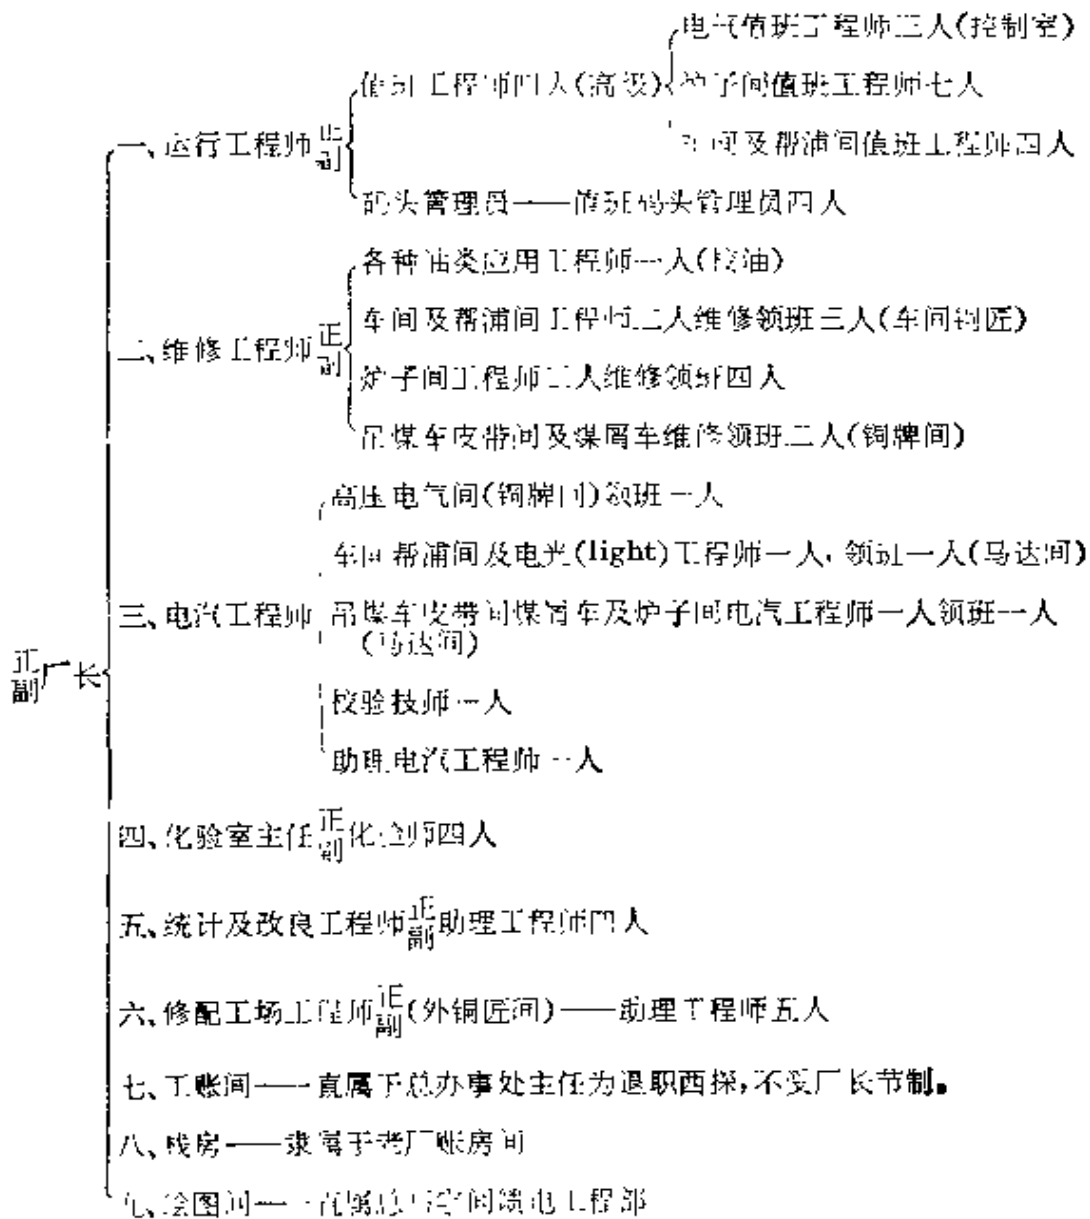 电气值班工程师三人(控制室)
值班工程师四人(高级) 炉子间值班工程师七人
一、运行工程师正副 车间及帮浦间值班工程师四人
码头管理员——值班码头管理员四人
各种油类应用工程师一人(校油)
车间及帮浦间工程师二人维修领班三人(车间铜匠)
二、维修工程师正副
炉子间工程师二人维修领班四人
吊煤车皮带间及煤屑车维修领班二人(铜牌间)
高压电气间(铜牌间)领班一人
车间帮浦间及电光(light)工程师一人,领班一人(马达间)
三、电汽工程师 吊煤车皮带间煤屑车及炉子间电汽工程师一人领班一人
(马达间)
正副厂长
校验技师一人
助理电汽工程师一人
四、化验室主任正副化验师四人
五、统计及改良工程师正副助理工程师四人
六、修配工场工程师正副(外铜匠间)——助理工程师五人
七、工账间——直属于总办事处主任为退职西探,不受厂长节制。
八、栈房——隶属于老厂账房间
九、绘图间——直属总 间 电工程部